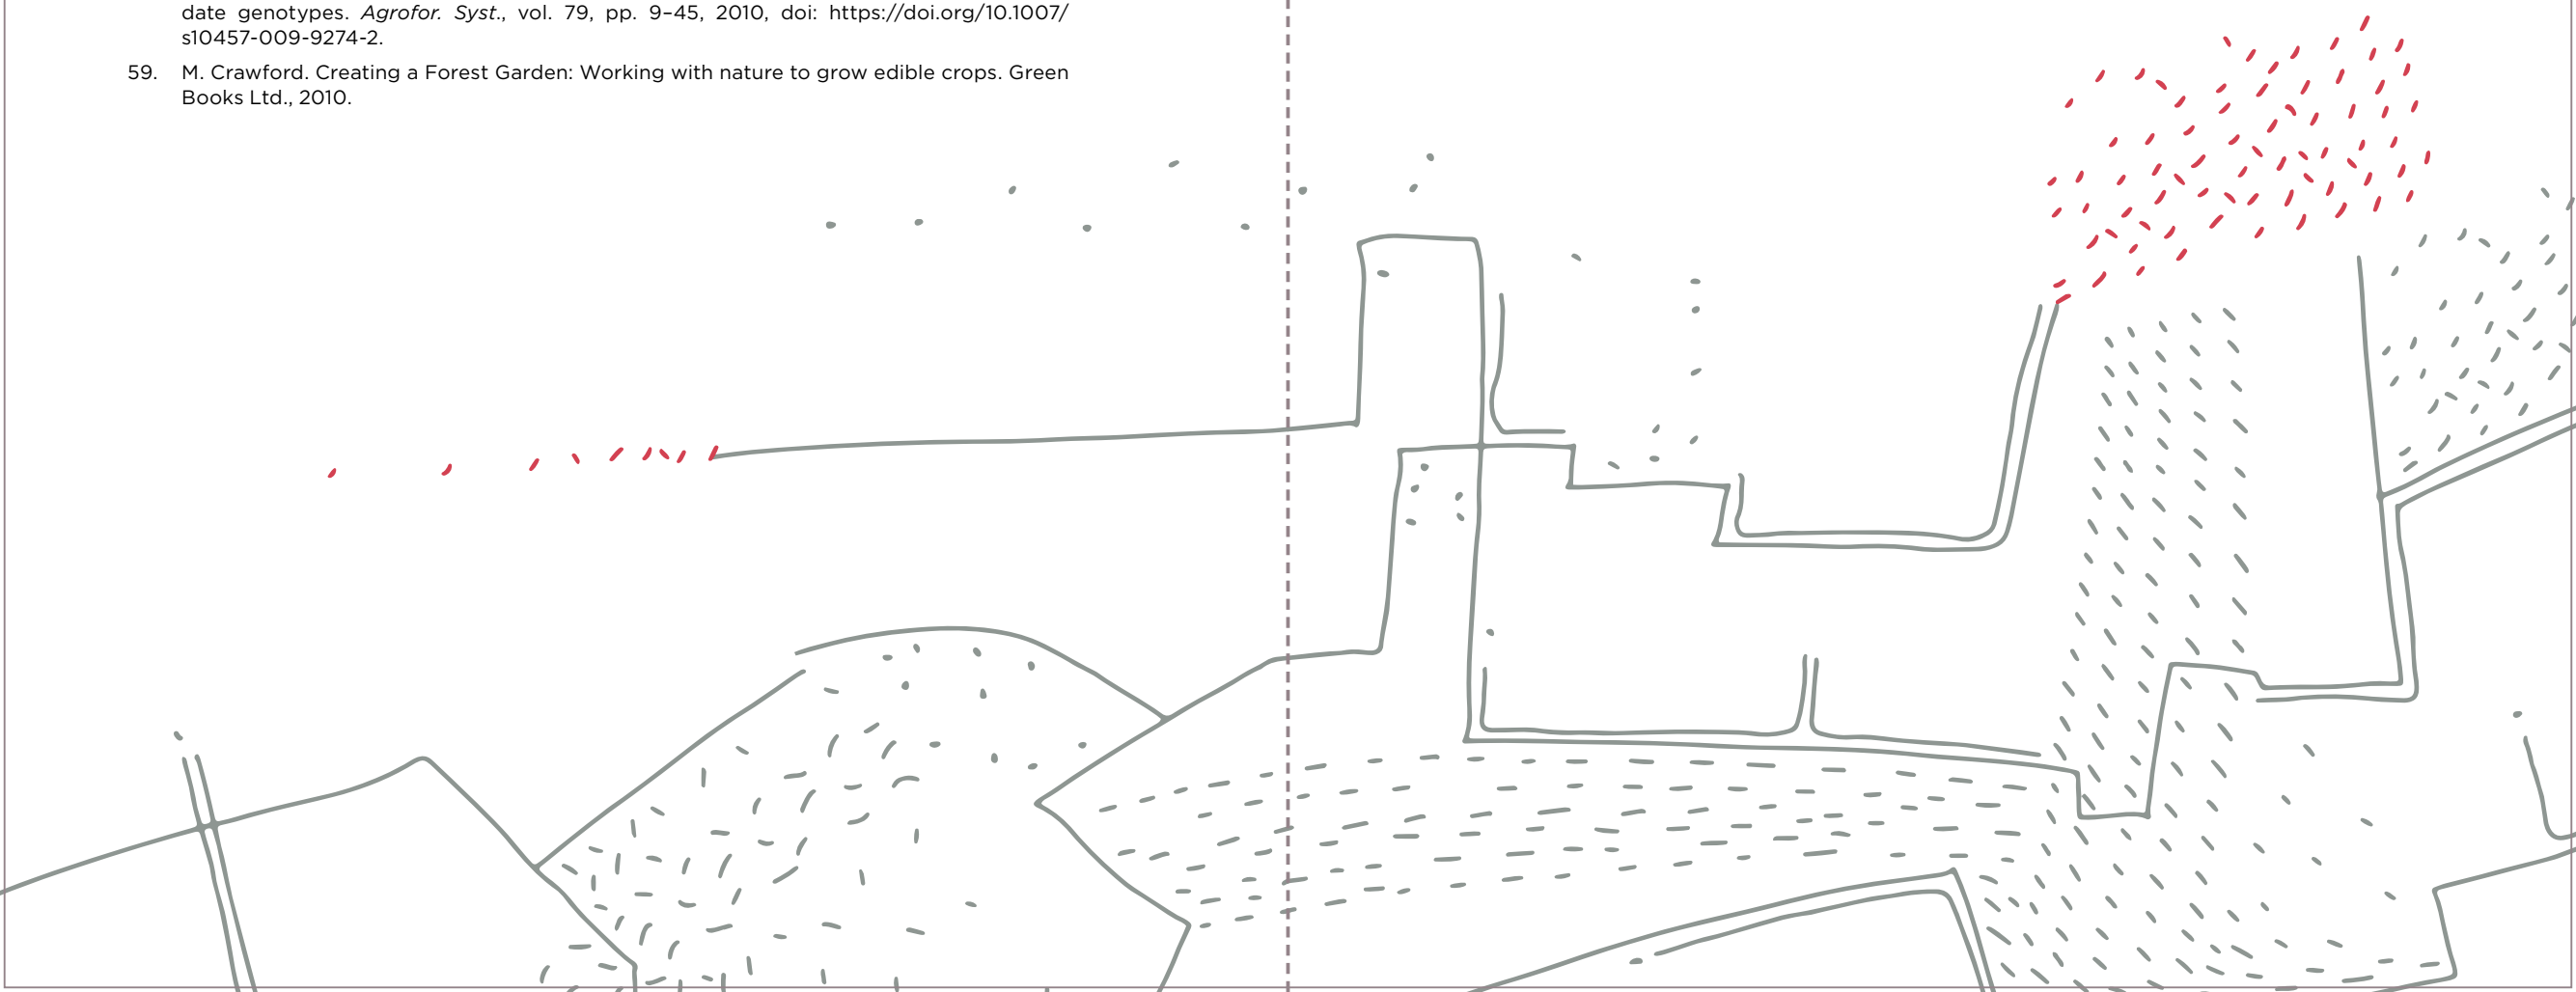 date genotypes. Agrofor. Syst., vol. 79, pp. 9–45, 2010, doi: https://doi.org/10.1007/
s10457-009-9274-2.
59. M. Crawford. Creating a Forest Garden: Working with nature to grow edible crops. Green
Books Ltd., 2010.